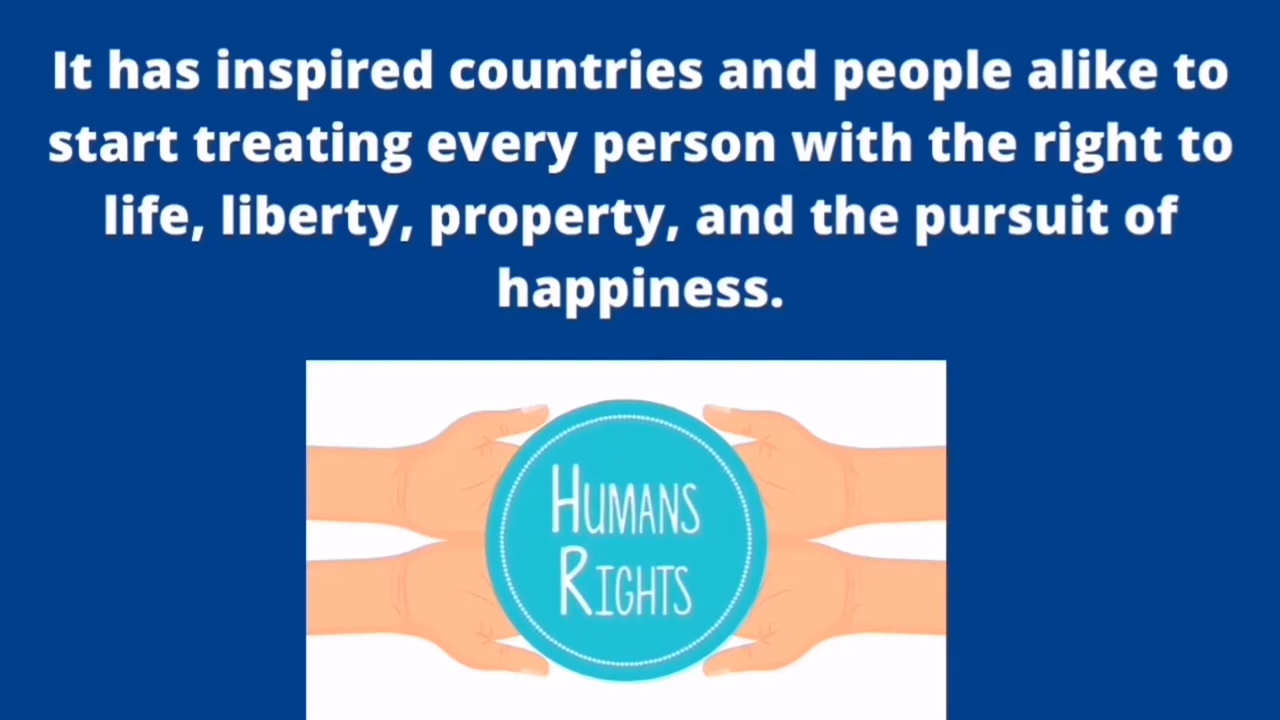 It has inspired countries and people alike to
start treating every person with the right to
life, liberty, property, and the pursuit of
happiness.
HUMANS
RIGHTS